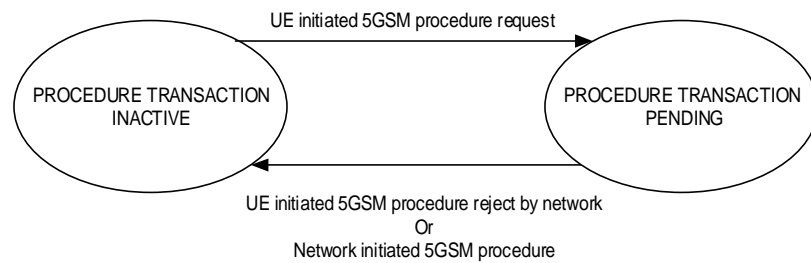 UE initiated 5GSM procedure request
PROCEDURE TRANSACTION
INACTIVE
PROCEDURE TRANSACTION
PENDING
UE initiated 5GSM procedure reject by network
Or
Network initiated 5GSM procedure